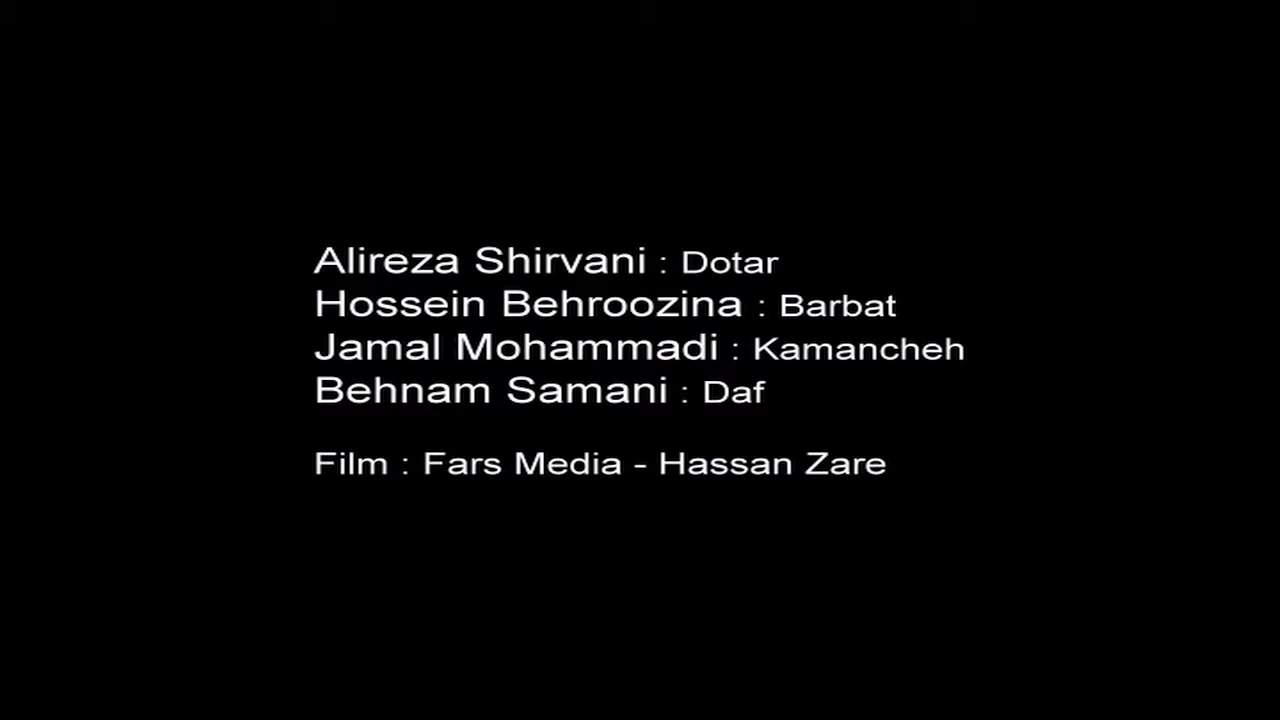 Alireza Shirvani : Dotar
Hossein Behroozina : Barbat
Jamal Mohammadi : Kamancheh
Behnam Samani : Daf
Film : Fars Media - Hassan Zare